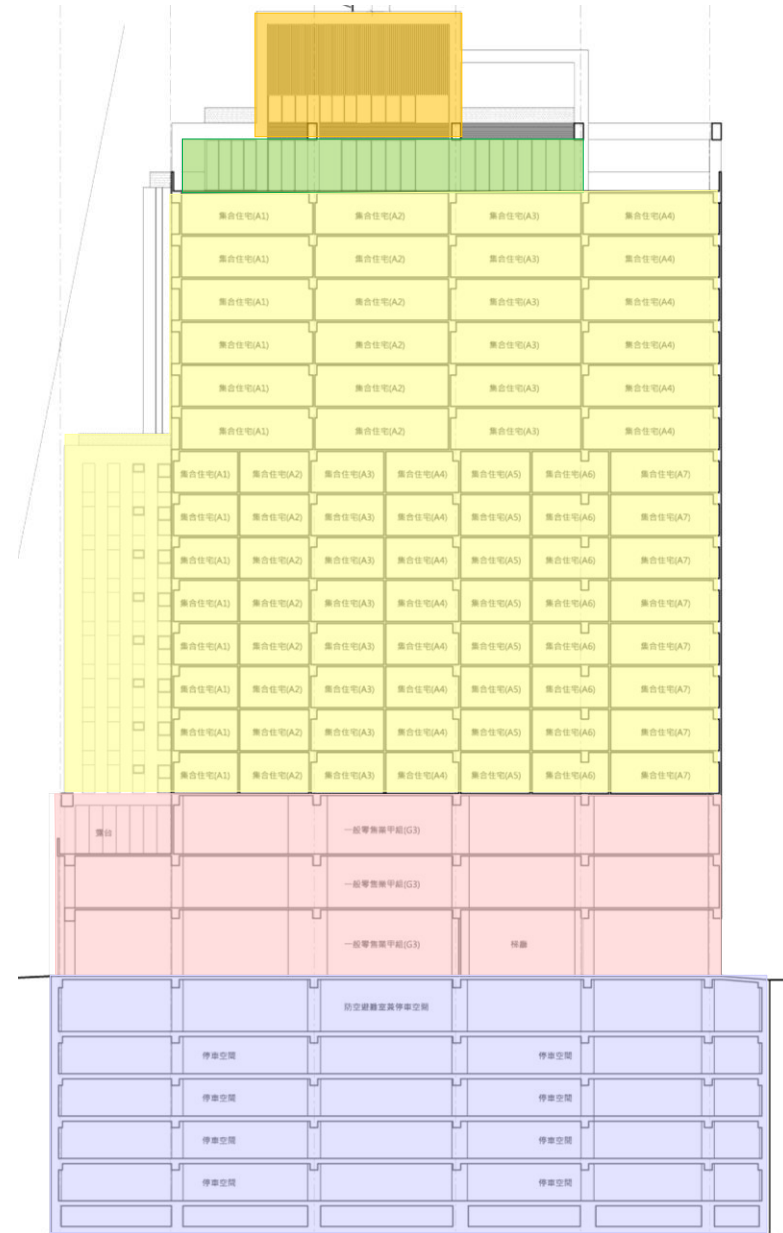 集合住宅(A1) 集合住宅(A2) 集合住宅(A3) 集合住宅(A4)
集合住宅(A1) 集合住宅(A2) 集合住宅(A3) 集合住宅(A4)
集合住宅(A1) 集合住宅(A2) 集合住宅(A3) 集合住宅(A4)
集合住宅(A1) 集合住宅(A2) 集合住宅(A3) 集合住宅(A4)
集合住宅(A1) 集合住宅(A2) 集合住宅(A3) 集合住宅(A4)
集合住宅(A1) 集合住宅(A2) 集合住宅(A3) 集合住宅(A4)
集合住宅(A1) 集合住宅(A2) 集合住宅(A3) 集合住宅(A4) 集合住宅(A5) 集合住宅(A6) 集合住宅(A7)
集合住宅(A1) 集合住宅(A2) 集合住宅(A3) 集合住宅(A4) 集合住宅(A5) 集合住宅(A6) 集合住宅(A7)
集合住宅(A1) 集合住宅(A2) 集合住宅(A3) 集合住宅(A4) 集合住宅(A5) 集合住宅(A6) 集合住宅(A7)
集合住宅(A1) 集合住宅(A2) 集合住宅(A3) 集合住宅(A4) 集合住宅(A5) 集合住宅(A6) 集合住宅(A7)
集合住宅(A1) 集合住宅(A2) 集合住宅(A3) 集合住宅(A4) 集合住宅(A5) 集合住宅(A6) 集合住宅(A7)
集合住宅(A1) 集合住宅(A2) 集合住宅(A3) 集合住宅(A4) 集合住宅(A5) 集合住宅(A6) 集合住宅(A7)
集合住宅(A1) 集合住宅(A2) 集合住宅(A3) 集合住宅(A4) 集合住宅(A5) 集合住宅(A6) 集合住宅(A7)
集合住宅(A1) 集合住宅(A2) 集合住宅(A3) 集合住宅(A4) 集合住宅(A5) 集合住宅(A6) 集合住宅(A7)
露台 一般零售業甲組(G3)
一般零售業甲組(G3)
一般零售業甲組(G3) 梯廳
防空避難室兼停車空間
停車空間 停車空間
停車空間 停車空間
停車空間 停車空間
停車空間 停車空間